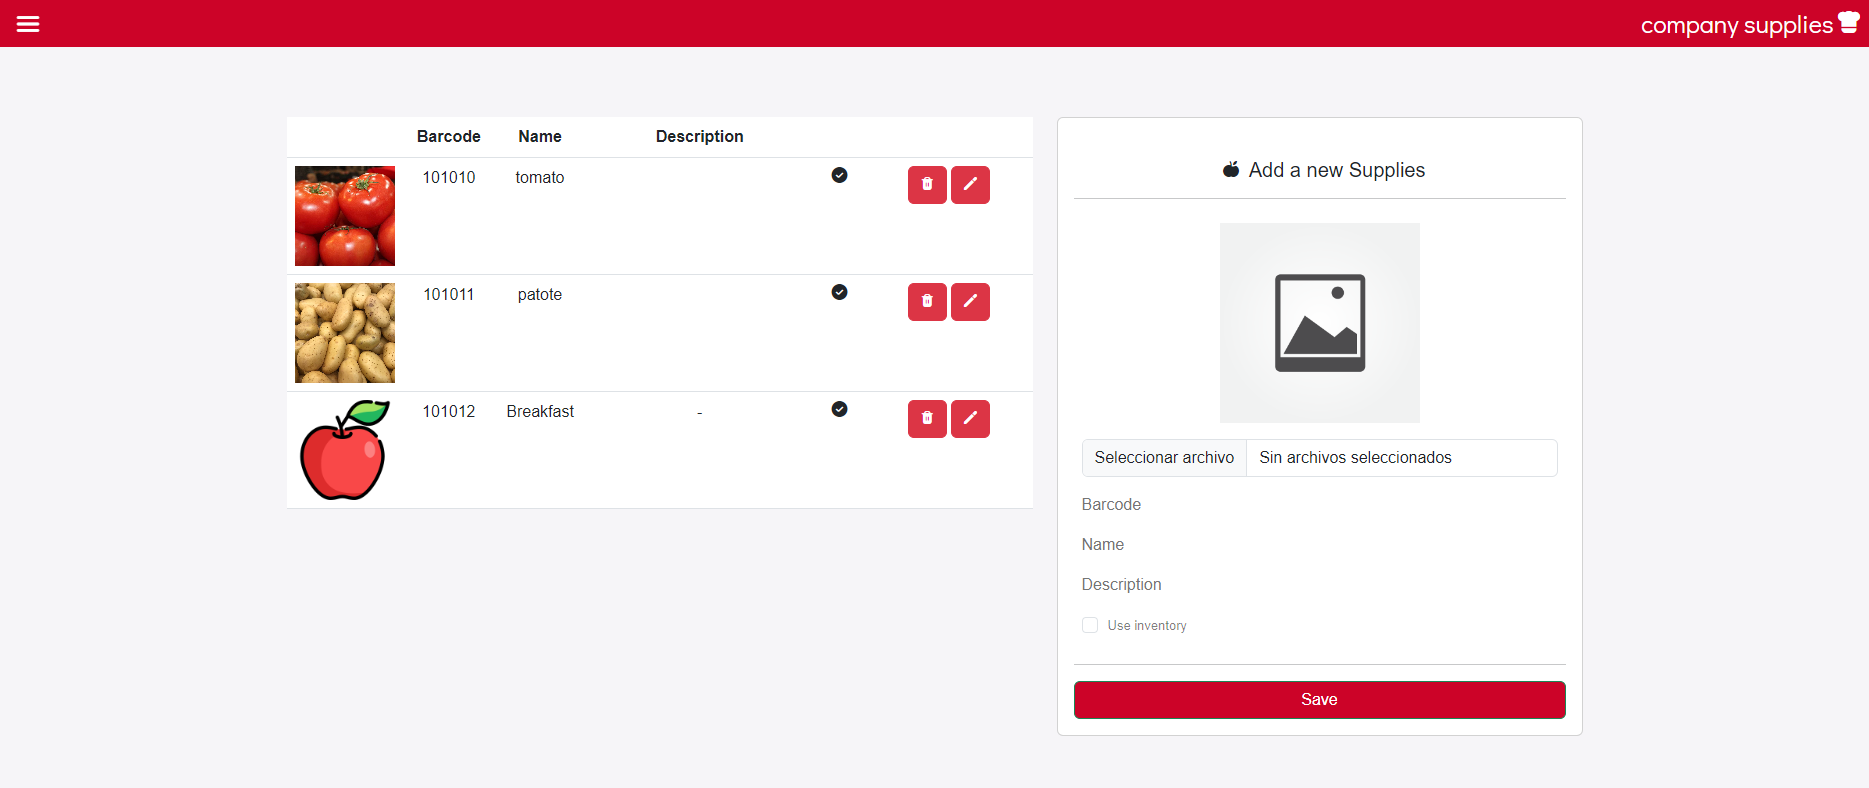 company supplies
Barcode Name Description
101010 tomato
101011 patote
101012 Breakfast -
Add a new Supplies
Seleccionar archivo Sin archivos seleccionados
Barcode
Name
Description
Use inventory
Save